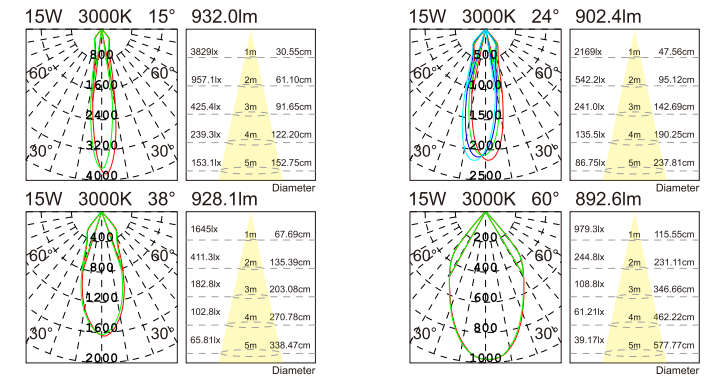 15W 3000K 15° 932.0lm
800
1600
2400
3200
4000
60° 60°
30° 30°
3829lx 1m 30.55cm
957.1lx 2m 61.10cm
425.4lx 3m 91.65cm
239.3lx 4m 122.20cm
153.1lx 5m 152.75cm
Diameter
15W 3000K 24° 902.4lm
500
1000
1500
2000
2500
60° 60°
30° 30°
2169lx 1m 47.56cm
542.2lx 2m 95.12cm
241.0lx 3m 142.69cm
135.5lx 4m 190.25cm
86.75lx 5m 237.81cm
Diameter
15W 3000K 38° 928.1lm
400
800
1200
1600
2000
60° 60°
30° 30°
1645lx 1m 67.69cm
411.3lx 2m 135.39cm
182.8lx 3m 203.08cm
102.8lx 4m 270.78cm
65.81lx 5m 338.47cm
Diameter
15W 3000K 60° 892.6lm
200
400
600
800
1000
60° 60°
30° 30°
979.3lx 1m 115.55cm
244.8lx 2m 231.11cm
108.8lx 3m 346.66cm
61.21lx 4m 462.22cm
39.17lx 5m 577.77cm
Diameter